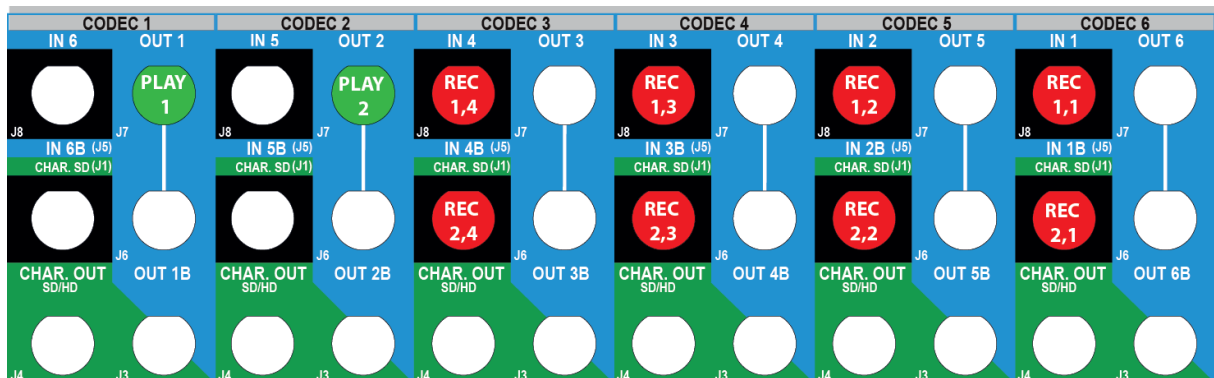 CODEC 1 CODEC 2 CODEC 3 CODEC 4 CODEC 5 CODEC 6
IN 6 OUT 1 IN 5 OUT 2 IN 4 OUT 3 IN 3 OUT 4 IN 2 OUT 5 IN 1 OUT 6
PLAY PLAY REC REC REC REC
1 2 1,4 1,3 1,2 1,1
J8 J7 J8 J7 J8 J7 J8 J7 J8 J7 J8 J7
IN 6B (J5) IN 5B (J5) IN 4B (J5) IN 3B (J5) IN 2B (J5) IN 1B (J5)
CHAR. SD (J1) CHAR. SD (J1) CHAR. SD (J1) CHAR. SD (J1) CHAR. SD (J1) CHAR. SD (J1)
REC REC REC REC
2,4 2,3 2,2 2,1
J6 J6 J6 J6 J6 J6
CHAR. OUT OUT 1B CHAR. OUT OUT 2B CHAR. OUT OUT 3B CHAR. OUT OUT 4B CHAR. OUT OUT 5B CHAR. OUT OUT 6B
SD/HD SD/HD SD/HD SD/HD SD/HD SD/HD
J4 J3 J4 J3 J4 J3 J4 J3 J4 J3 J4 J3